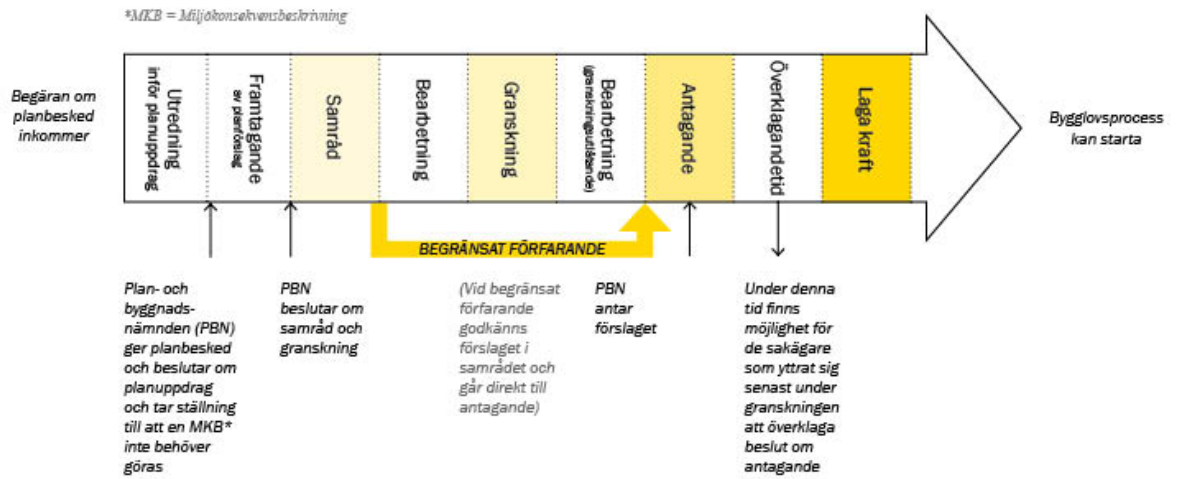 *MKB = Miljökonsekvensbeskrivning
Begäran om
planbesked
inkommer
Utredning
inför planuppdrag
Framtagande
av planförslag
Samråd
Bearbetning
Granskning
Bearbetning
(granskningsutlåtande)
Antagande
Överklagandetid
Laga kraft
Bygglovsprocess
kan starta
BEGRÄNSAT FÖRFARANDE
Plan- och
byggnads-
nämnden (PBN)
ger planbesked
och beslutar om
planuppdrag
och tar ställning
till att en MKB*
inte behöver
göras
PBN
beslutar om
samråd och
granskning
(Vid begränsat
förfarande
godkänns
förslaget i
samrådet och
går direkt till
antagande)
PBN
antar
förslaget
Under denna
tid finns
möjlighet för
de sakägare
som yttrat sig
senast under
granskningen
att överklaga
beslut om
antagande